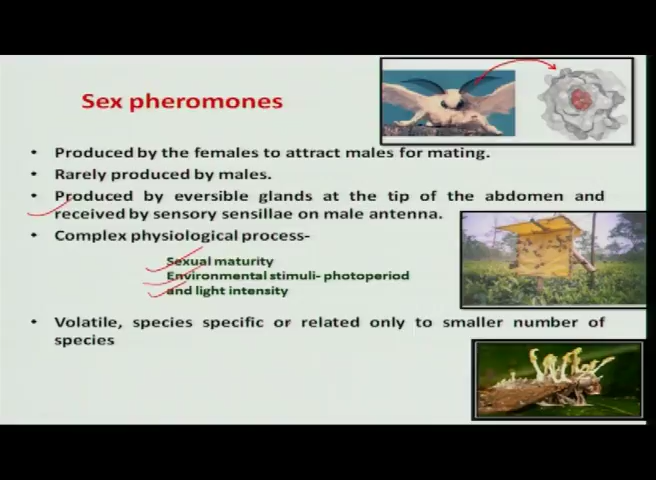 Sex pheromones
• Produced by the females to attract males for mating.
• Rarely produced by males.
• Produced by eversible glands at the tip of the abdomen and
received by sensory sensillae on male antenna.
• Complex physiological process-
Sexual maturity
Environmental stimuli- photoperiod
and light intensity
• Volatile, species specific or related only to smaller number of
species